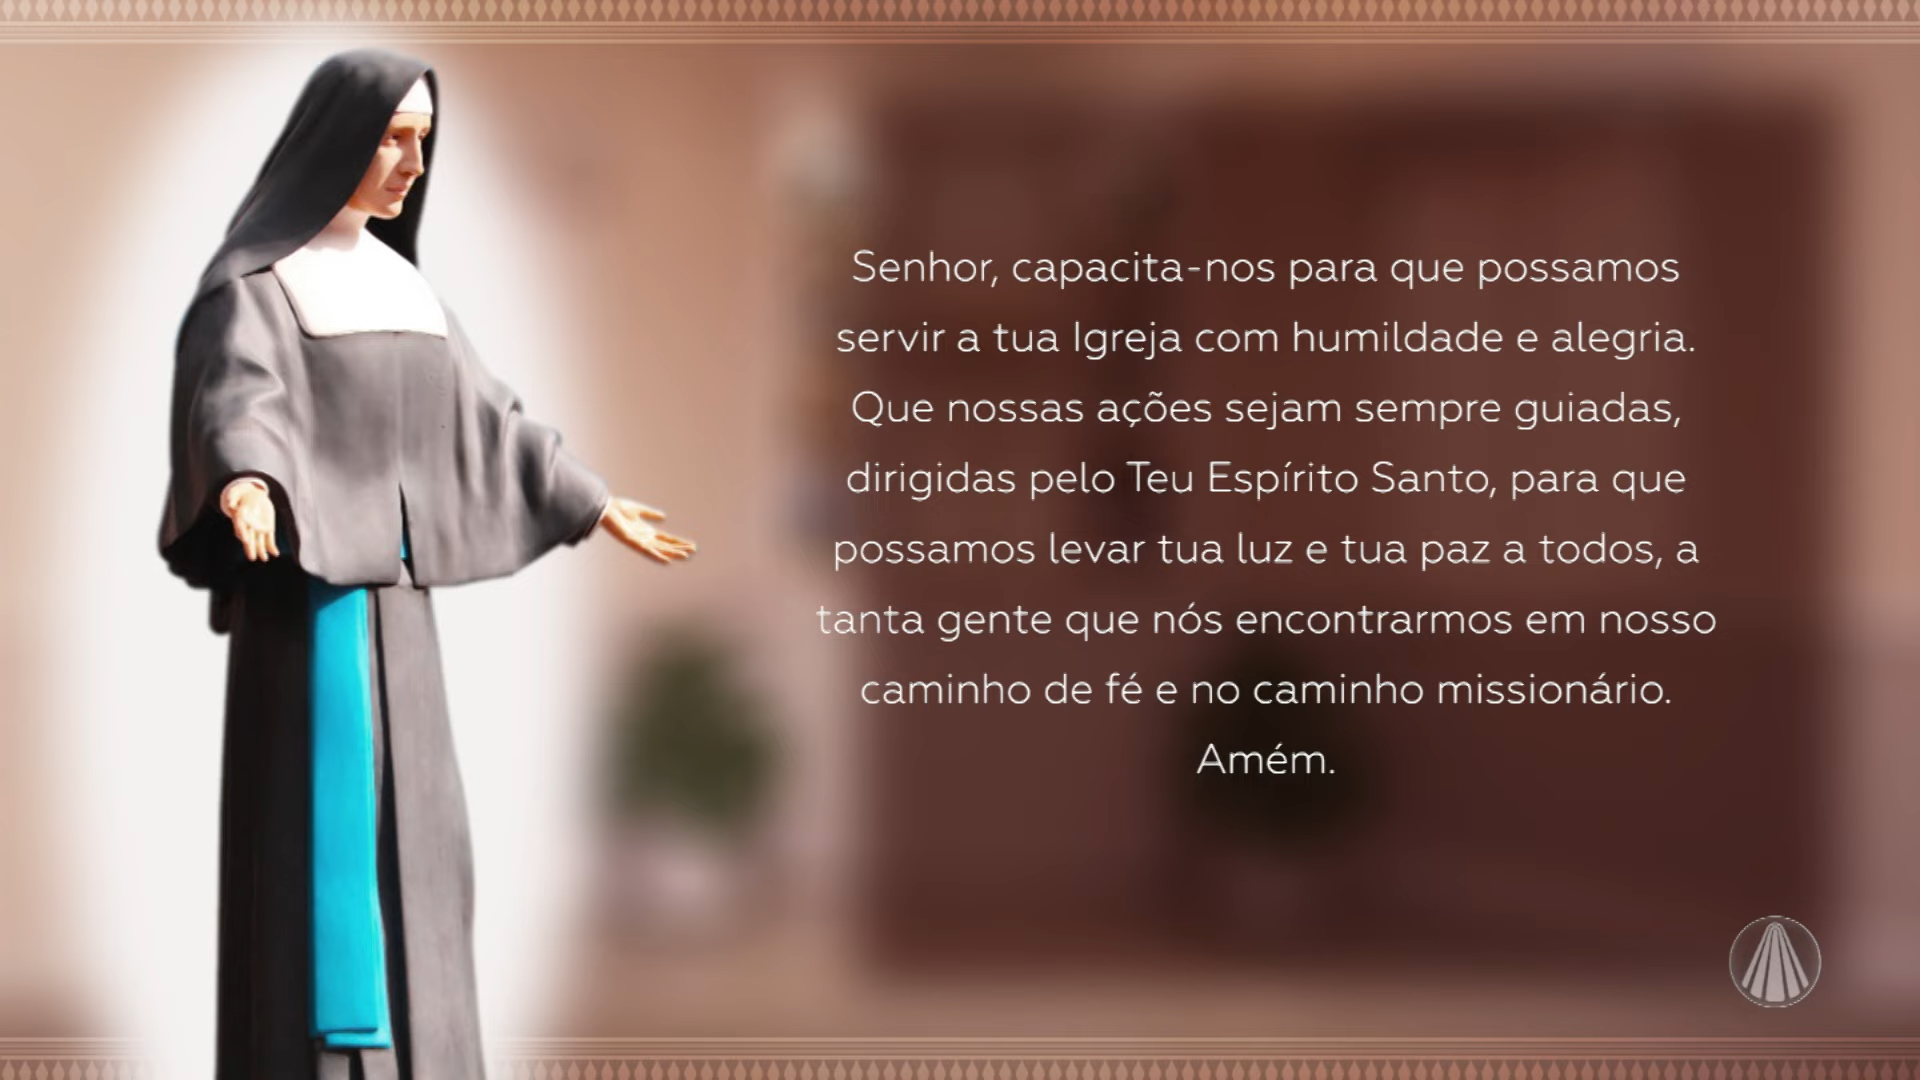 Senhor, capacita-nos para que possamos
servir a tua Igreja com humildade e alegria.
Que nossas ações sejam sempre guiadas,
dirigidas pelo Teu Espírito Santo, para que
possamos levar tua luz e tua paz a todos, a
tanta gente que nós encontrarmos em nosso
caminho de fé e no caminho missionário.
Amém.